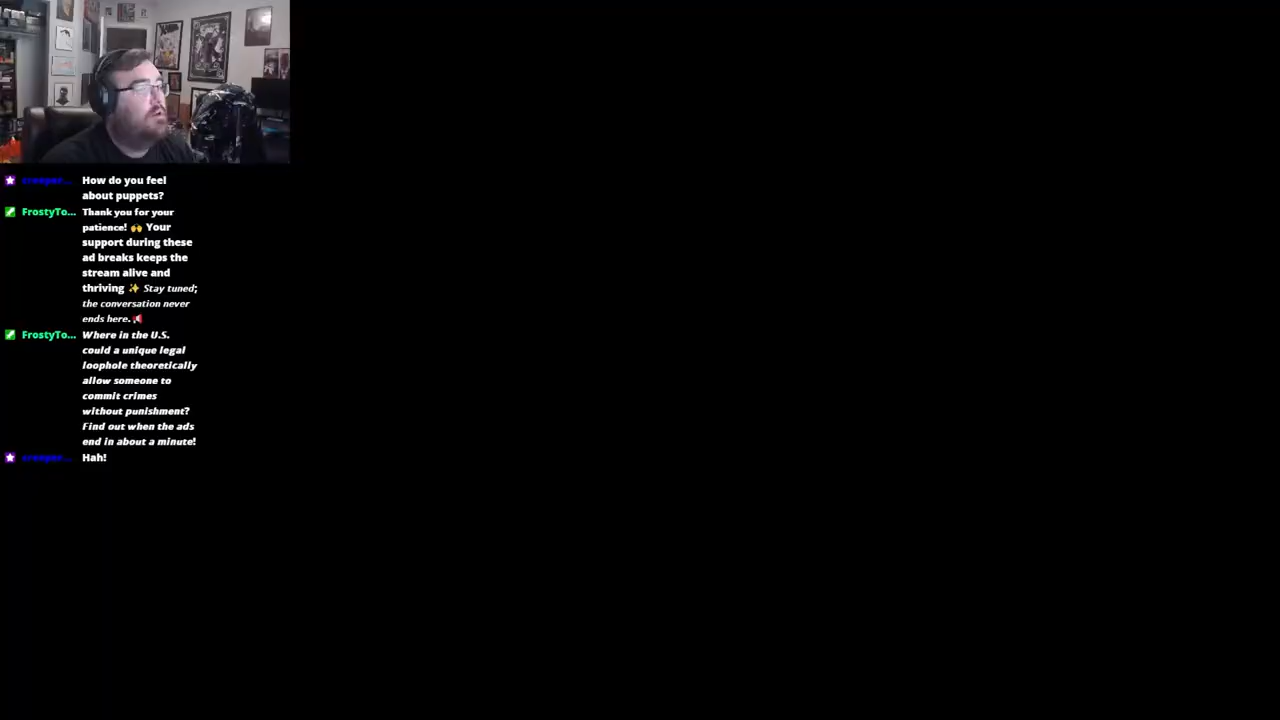 How do you feel
about puppets?
FrostyTo... Thank you for your
patience! 🙌 Your
support during these
ad breaks keeps the
stream alive and
thriving ✨ Stay tuned;
the conversation never
ends here. 📢
FrostyTo... Where in the U.S.
could a unique legal
loophole theoretically
allow someone to
commit crimes
without punishment?
Find out when the ads
end in about a minute!
Hah!